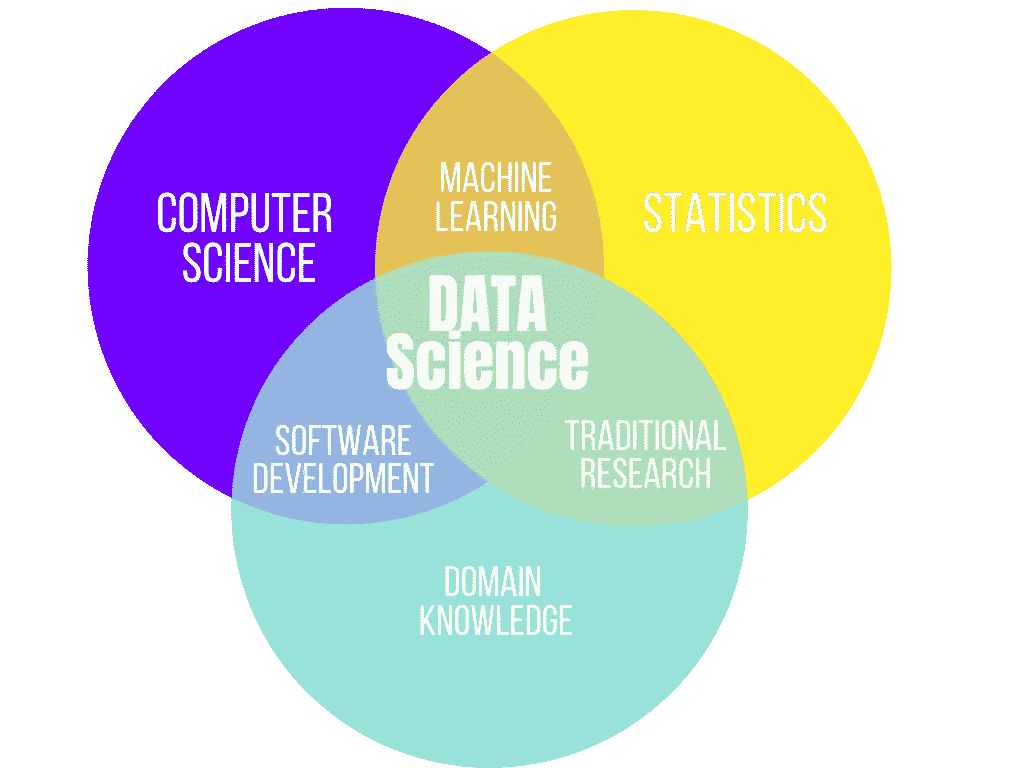 MACHINE
LEARNING
COMPUTER
SCIENCE
STATISTICS
DATA
Science
SOFTWARE
DEVELOPMENT
TRADITIONAL
RESEARCH
DOMAIN
KNOWLEDGE